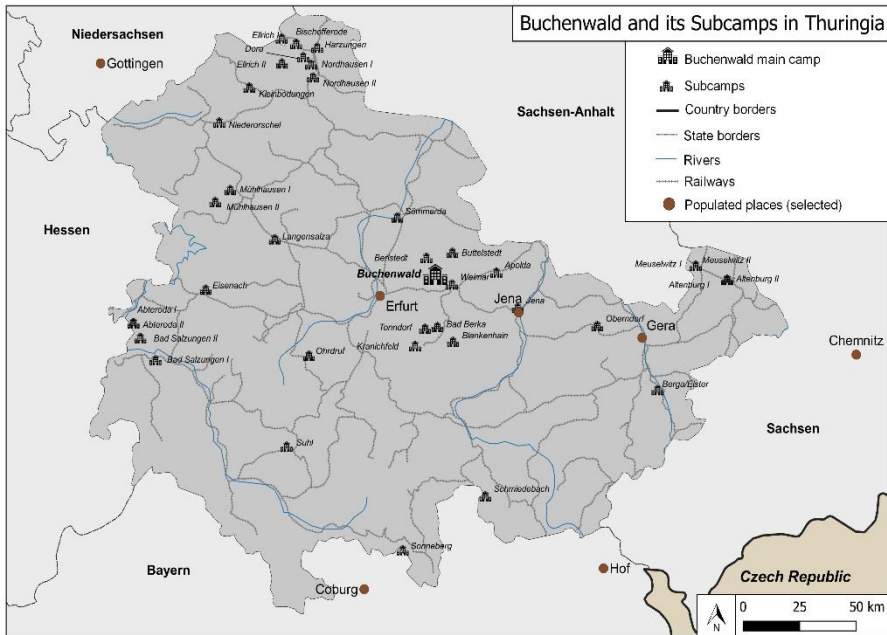 Buchenwald and its Subcamps in Thuringia
Buchenwald main camp
Subcamps
Country borders
State borders
Rivers
Railways
Populated places (selected)
Niedersachsen
Gottingen
Ellrich I
Bischofferode
Dora
Harzungen
Ellrich II
Nordhausen I
Nordhausen II
Kleinbodungen
Sachsen-Anhalt
Niederorschel
Mühlhausen I
Mühlhausen II
Sömmerda
Hessen
Langensalza
Berlstedt
Buttelstedt
Buchenwald
Weimar
Apolda
Meuselwitz I
Meuselwitz II
Altenburg I
Altenburg II
Eisenach
Erfurt
Jena
Jena
Abteroda I
Abteroda II
Tonndorf
Bad Berka
Oberndorf
Gera
Bad Salzungen II
Kranichfeld
Blankenhain
Chemnitz
Bad Salzungen I
Ohrdruf
Berga/Elster
Sachsen
Suhl
Schmiedebach
Sonneberg
Bayern
Hof
Coburg
Czech Republic
N
0 25 50 km